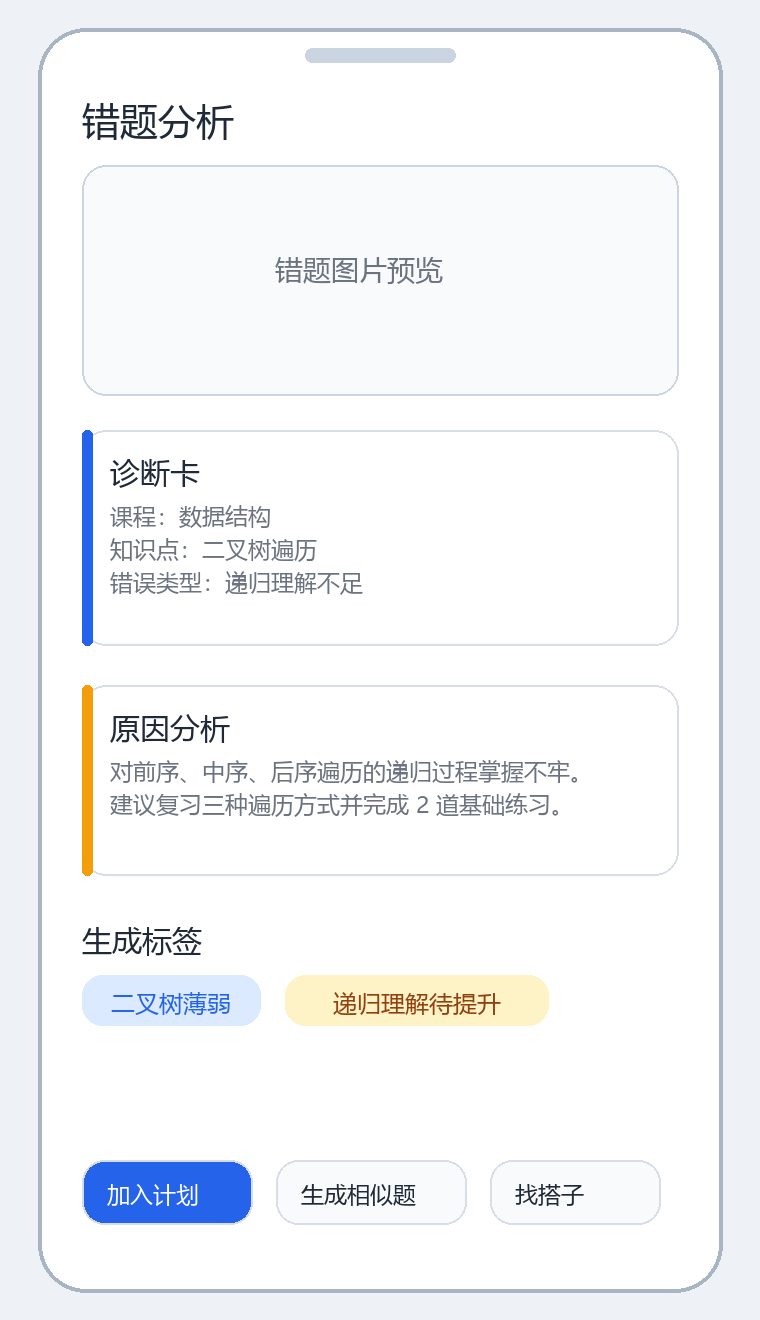 错题分析
错题图片预览
诊断卡
课程：数据结构
知识点：二叉树遍历
错误类型：递归理解不足
原因分析
对前序、中序、后序遍历的递归过程掌握不牢。
建议复习三种遍历方式并完成 2 道基础练习。
生成标签
二叉树薄弱
递归理解待提升
加入计划
生成相似题
找搭子